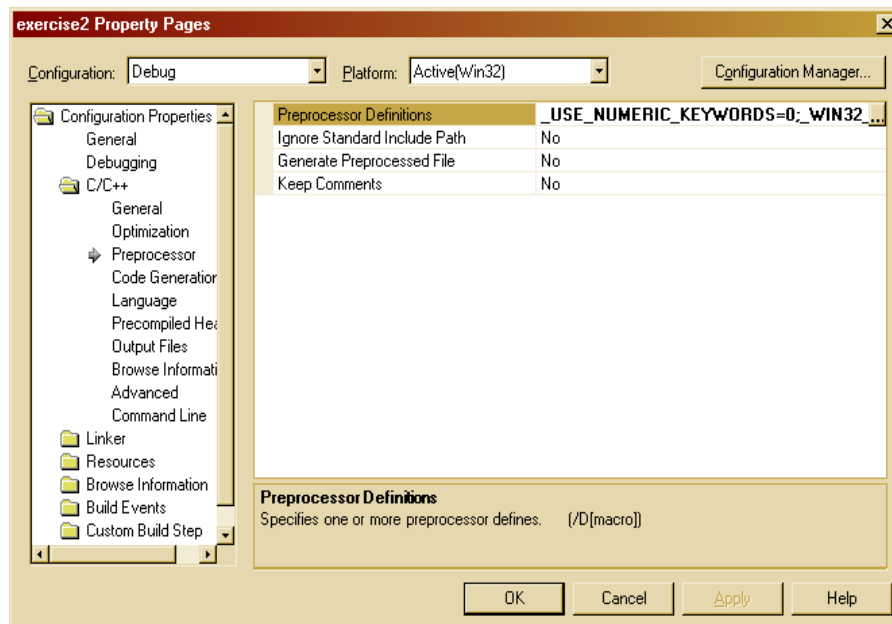 exercise2 Property Pages
Configuration: Debug Platform: Active(Win32) Configuration Manager...
Configuration Properties
General
Debugging
C/C++
General
Optimization
Preprocessor
Code Generation
Language
Precompiled Hea
Output Files
Browse Informati
Advanced
Command Line
Linker
Resources
Browse Information
Build Events
Custom Build Step
Preprocessor Definitions _USE_NUMERIC_KEYWORDS=0;_WIN32_...
Ignore Standard Include Path No
Generate Preprocessed File No
Keep Comments No
Preprocessor Definitions
Specifies one or more preprocessor defines. (/D[macro])
OK Cancel Apply Help